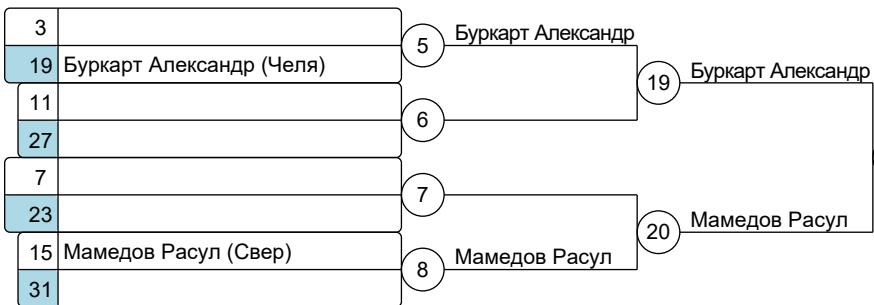 3
19 Буркарт Александр (Челя)
11
27
7
23
15 Мамедов Расул (Свер)
31
5 Буркарт Александр
6
7
8 Мамедов Расул
19 Буркарт Александр
20 Мамедов Расул